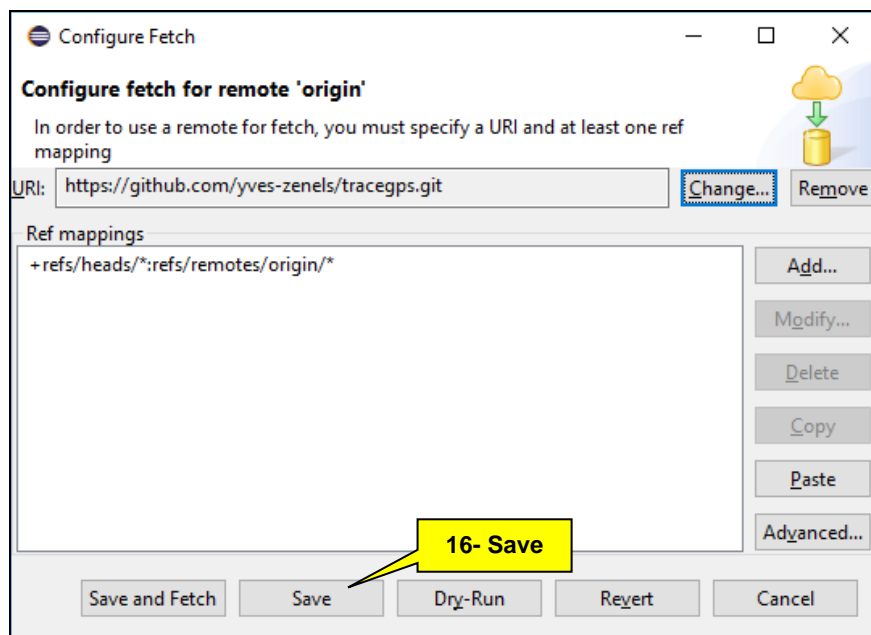 Configure Fetch
Configure fetch for remote 'origin'
In order to use a remote for fetch, you must specify a URI and at least one ref
mapping
URI: https://github.com/yves-zenels/tracegps.git Change... Remove
Ref mappings
+refs/heads/*:refs/remotes/origin/*
Add...
Modify...
Delete
Copy
Paste
Advanced...
16- Save
Save and Fetch Save Dry-Run Revert Cancel